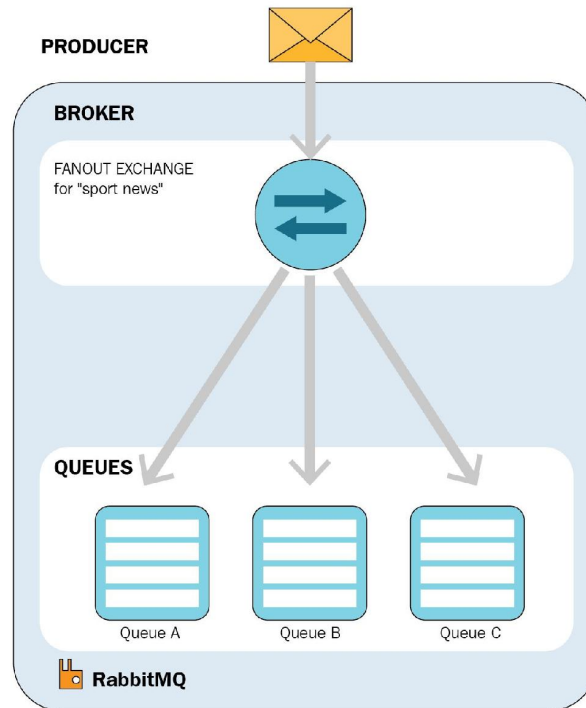 PRODUCER
BROKER
FANOUT EXCHANGE
for "sport news"
QUEUES
Queue A
Queue B
Queue C
RabbitMQ